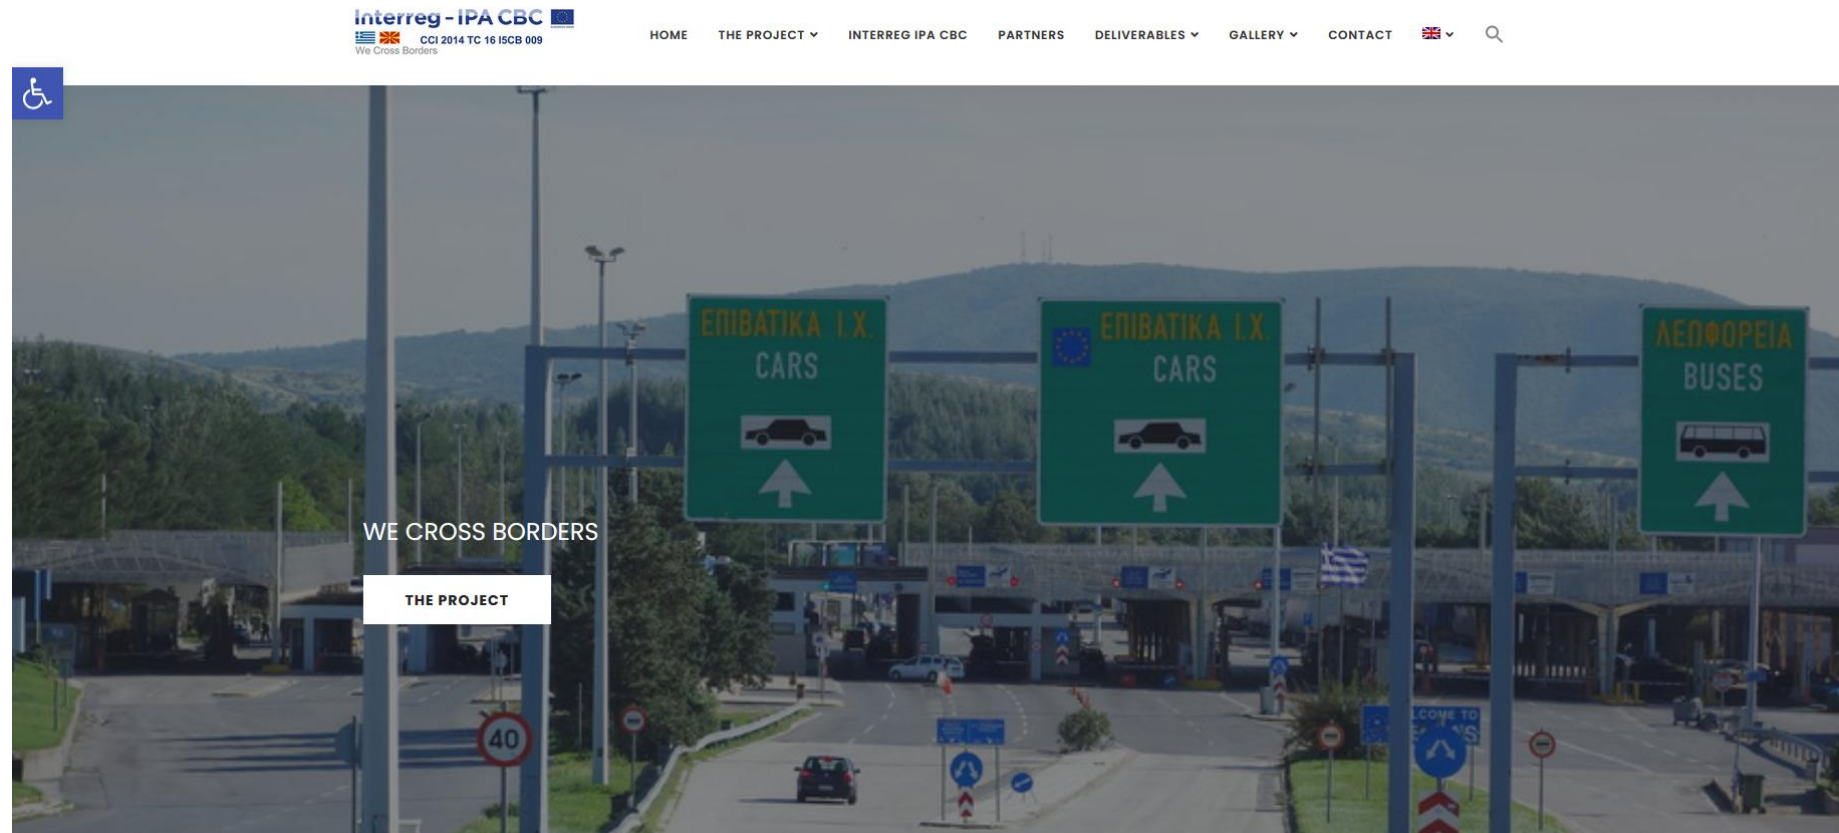 Interreg - IPA CBC
CCI 2014 TC 16 I5CB 009
We Cross Borders
HOME THE PROJECT INTERREG IPA CBC PARTNERS DELIVERABLES GALLERY CONTACT
ΕΠΙΒΑΤΙΚΑ Ι.Χ.
CARS
ΕΠΙΒΑΤΙΚΑ Ι.Χ.
CARS
ΛΕΩΦΟΡΕΙΑ
BUSES
WE CROSS BORDERS
THE PROJECT
40